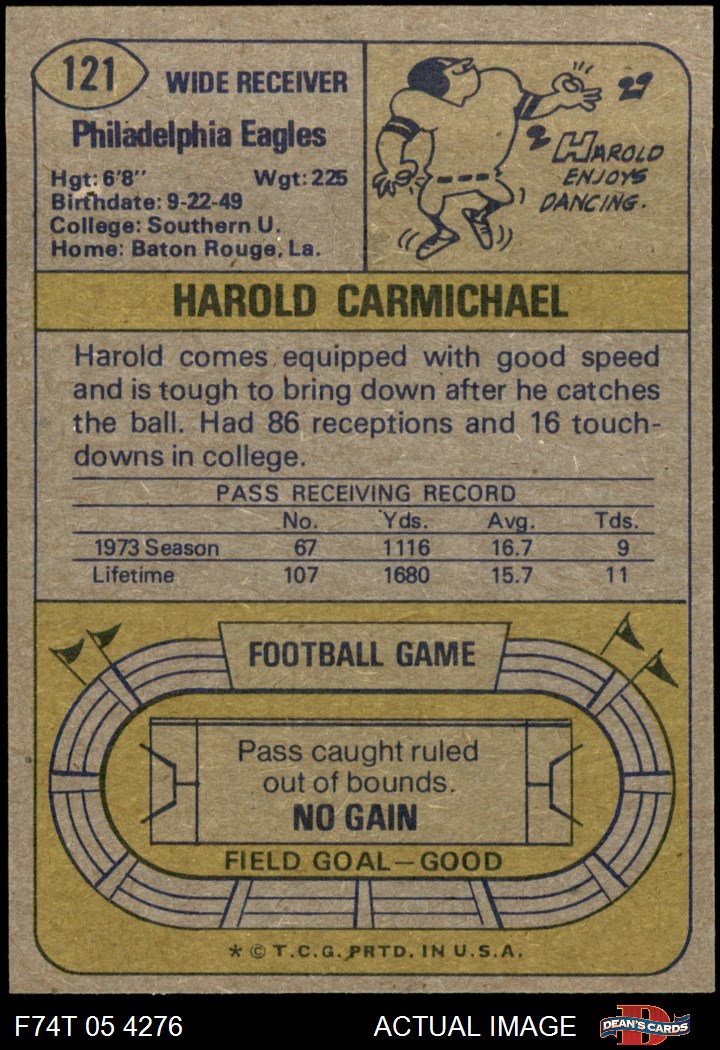 121
WIDE RECEIVER
Philadelphia Eagles
Hgt: 6'8"   Wgt: 225
Birthdate: 9-22-49
College: Southern U.
Home: Baton Rouge, La.
HAROLD
ENJOYS
DANCING.
HAROLD CARMICHAEL
Harold comes equipped with good speed
and is tough to bring down after he catches
the ball. Had 86 receptions and 16 touch-
downs in college.
PASS RECEIVING RECORD
No.   Yds.   Avg.   Tds.
1973 Season   67   1116   16.7   9
Lifetime   107   1680   15.7   11
FOOTBALL GAME
Pass caught ruled
out of bounds.
NO GAIN
FIELD GOAL—GOOD
* © T.C.G. PRTD. IN U.S.A.
F74T 05 4276   ACTUAL IMAGE   D DEAN'S CARDS